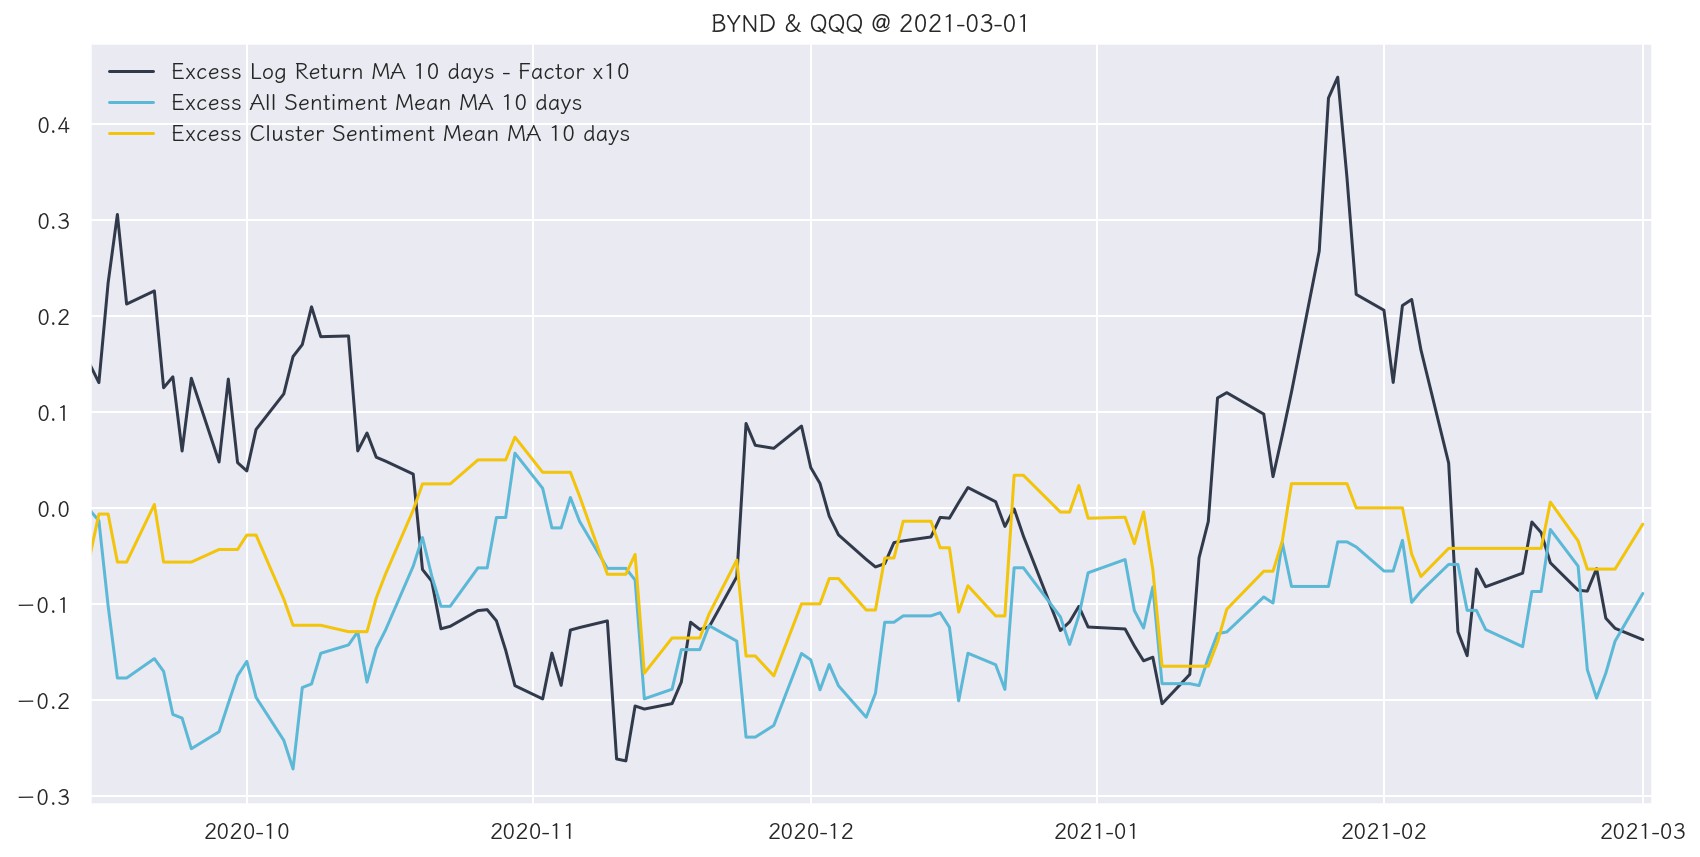 BYND & QQQ @ 2021-03-01
Excess Log Return MA 10 days - Factor x10
Excess All Sentiment Mean MA 10 days
Excess Cluster Sentiment Mean MA 10 days
0.4
0.3
0.2
0.1
0.0
−0.1
−0.2
−0.3
2020-10 2020-11 2020-12 2021-01 2021-02 2021-03